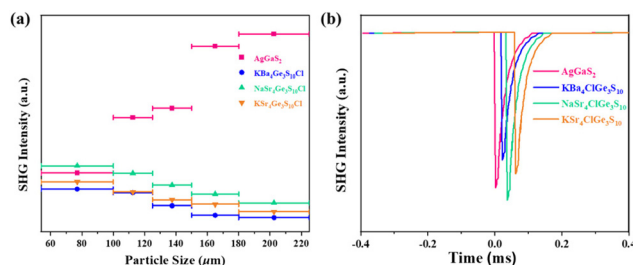 (a)
SHG Intensity (a.u.)
AgGaS₂
KBa₄Ge₃S₁₀Cl
NaSr₄Ge₃S₁₀Cl
KSr₄Ge₃S₁₀Cl
60 80 100 120 140 160 180 200 220
Particle Size (μm)
(b)
SHG Intensity (a.u.)
AgGaS₂
KBa₄ClGe₃S₁₀
NaSr₄ClGe₃S₁₀
KSr₄ClGe₃S₁₀
-0.4 -0.2 0.0 0.2 0.4
Time (ms)